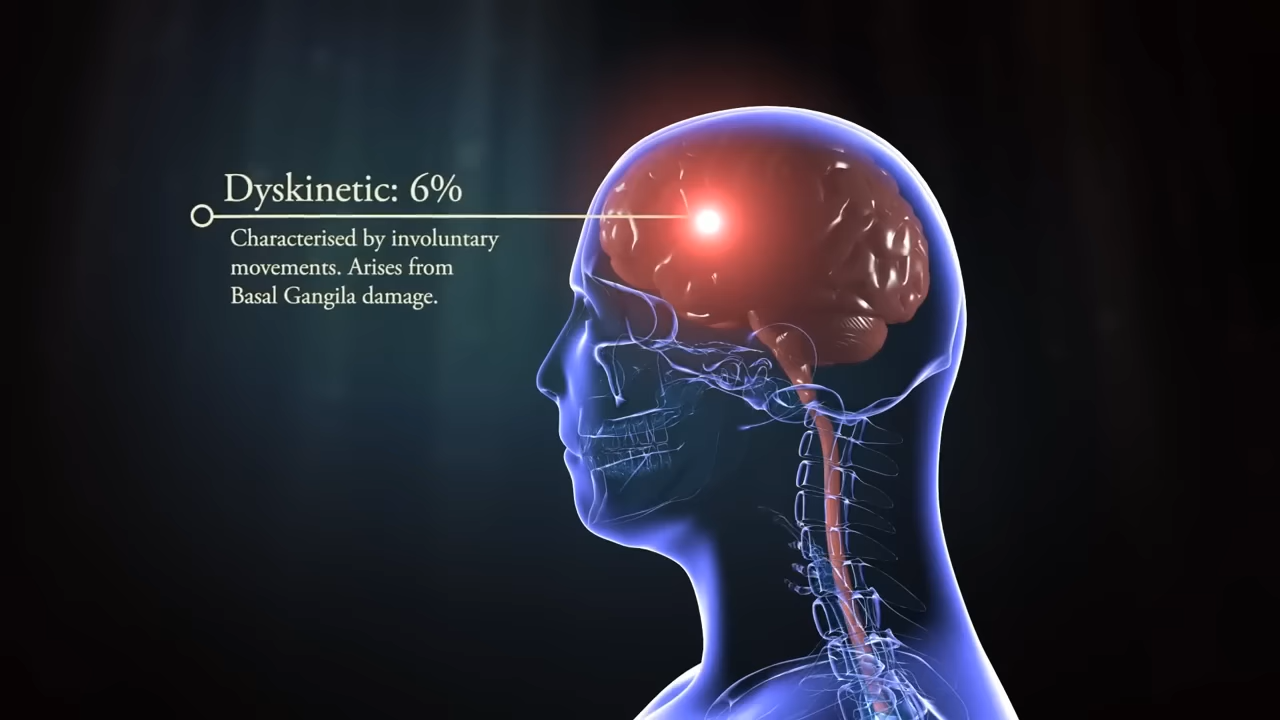 Dyskinetic: 6%
Characterised by involuntary
movements. Arises from
Basal Gangila damage.